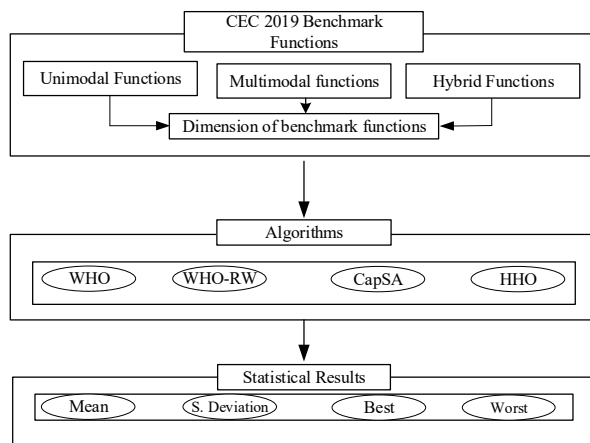 CEC 2019 Benchmark
Functions
Unimodal Functions
Multimodal functions
Hybrid Functions
Dimension of benchmark functions
Algorithms
WHO
WHO-RW
CapSA
HHO
Statistical Results
Mean
S. Deviation
Best
Worst